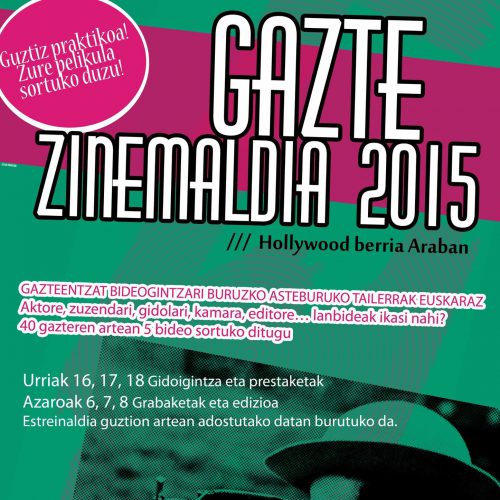 Guztiz praktikoa!
Zure pelikula
sortuko duzu!
GAZTE
ZINEMALDIA 2015
/// Hollywood berria Araban
GAZTEENTZAT BIDEOGINTZARI BURUZKO ASTEBURUKO TAILERRAK EUSKARAZ
Aktore, zuzendari, gidolari, kamara, editore... lanbideak ikasi nahi?
40 gazteren artean 5 bideo sortuko ditugu
Urriak 16, 17, 18 Gidoigintza eta prestaketak
Azaroak 6, 7, 8 Grabaketak eta edizioa
Estreinaldia guztion artean adostutako datan burutuko da.